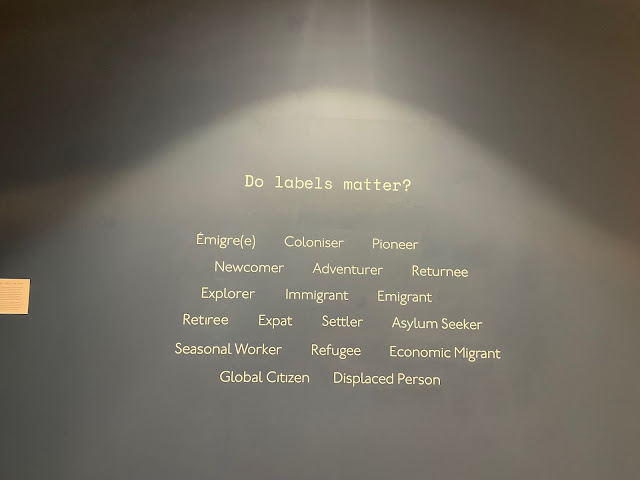 Do labels matter?
Émigre(e) Coloniser Pioneer
Newcomer Adventurer Returnee
Explorer Immigrant Emigrant
Retiree Expat Settler Asylum Seeker
Seasonal Worker Refugee Economic Migrant
Global Citizen Displaced Person